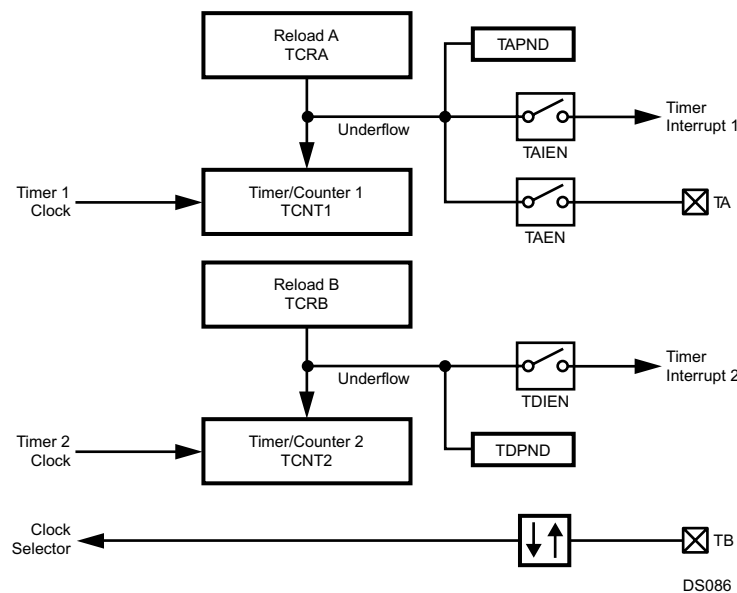 Reload A
TCRA
TAPND
Underflow
Timer
Interrupt 1
TAIEN
Timer 1
Clock
Timer/Counter 1
TCNT1
TAEN
TA
Reload B
TCRB
Underflow
Timer
Interrupt 2
TDIEN
Timer 2
Clock
Timer/Counter 2
TCNT2
TDPND
Clock
Selector
TB
DS086